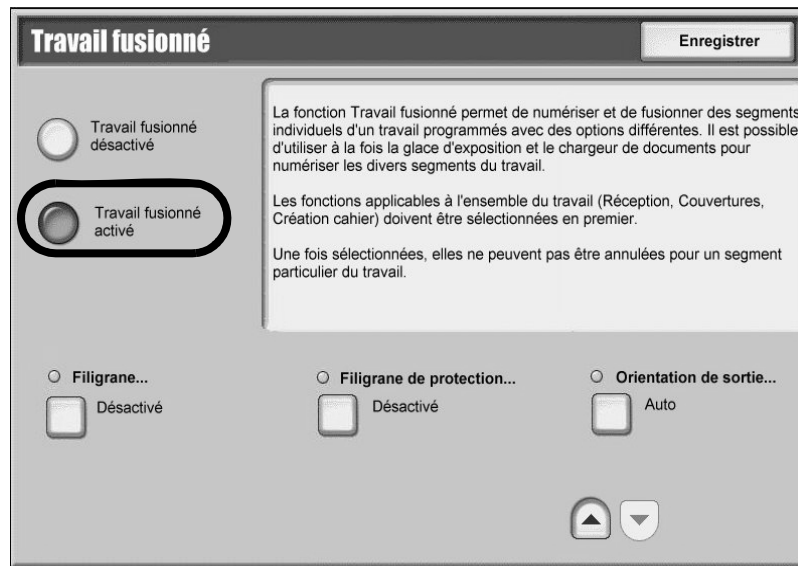 Travail fusionné
Enregistrer
Travail fusionné
désactivé
Travail fusionné
activé
La fonction Travail fusionné permet de numériser et de fusionner des segments
individuels d'un travail programmés avec des options différentes. Il est possible
d'utiliser à la fois la glace d'exposition et le chargeur de documents pour
numériser les divers segments du travail.
Les fonctions applicables à l'ensemble du travail (Réception, Couvertures,
Création cahier) doivent être sélectionnées en premier.
Une fois sélectionnées, elles ne peuvent pas être annulées pour un segment
particulier du travail.
Filigrane...
Désactivé
Filigrane de protection...
Désactivé
Orientation de sortie...
Auto